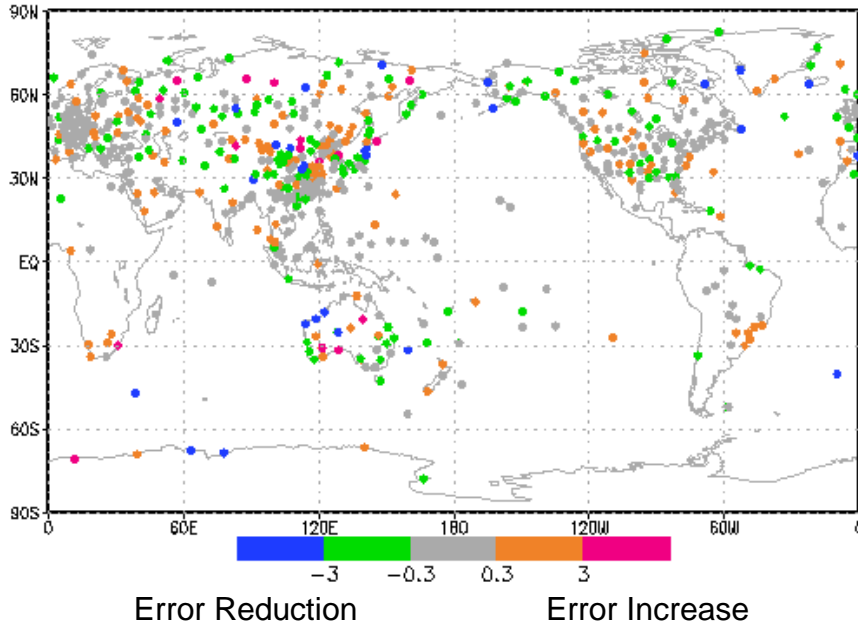 90N
60N
30N
EQ
30S
60S
90S
0 60E 120E 180 120W 60W 0
-3 -0.3 0.3 3
Error Reduction Error Increase